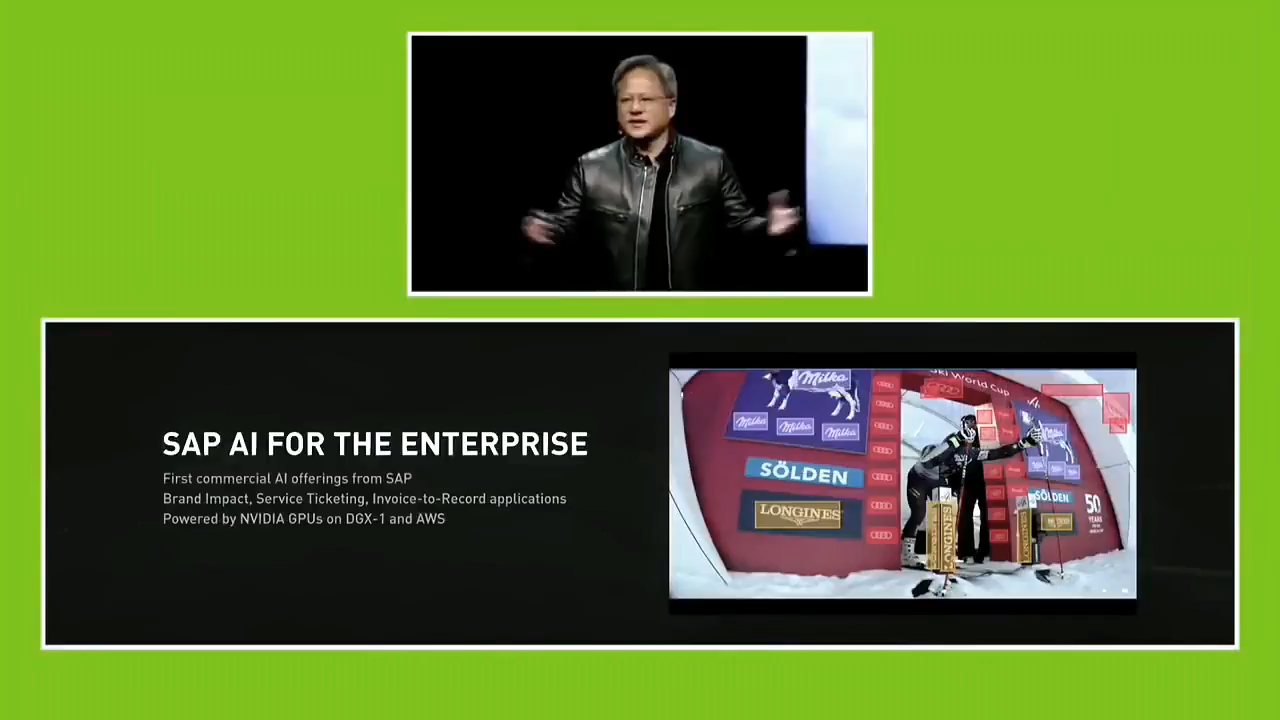 SAP AI FOR THE ENTERPRISE
First commercial AI offerings from SAP
Brand Impact, Service Ticketing, Invoice-to-Record applications
Powered by NVIDIA GPUs on DGX-1 and AWS
Milka
Ski World Cup
Milka Milka Milka
SÖLDEN
LONGINES
LONGINES
SÖLDEN
50
YEARS